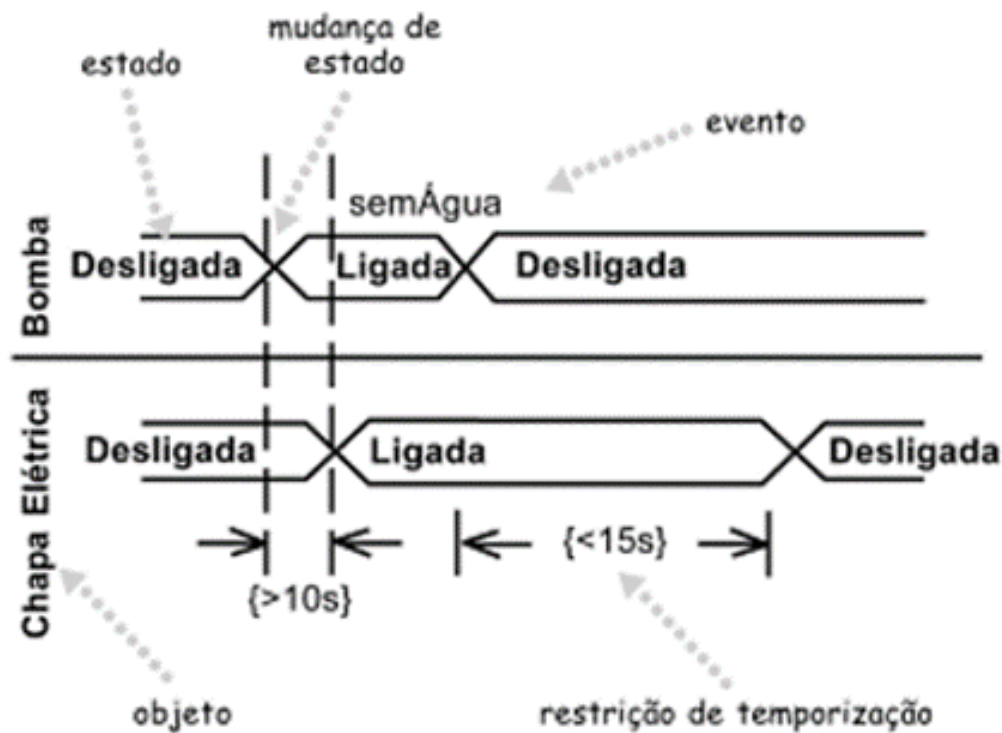 mudança de
estado
estado
evento
semÁgua
Bomba
Desligada
Ligada
Desligada
Chapa Elétrica
Desligada
Ligada
Desligada
{>10s}
{<15s}
objeto
restrição de temporização